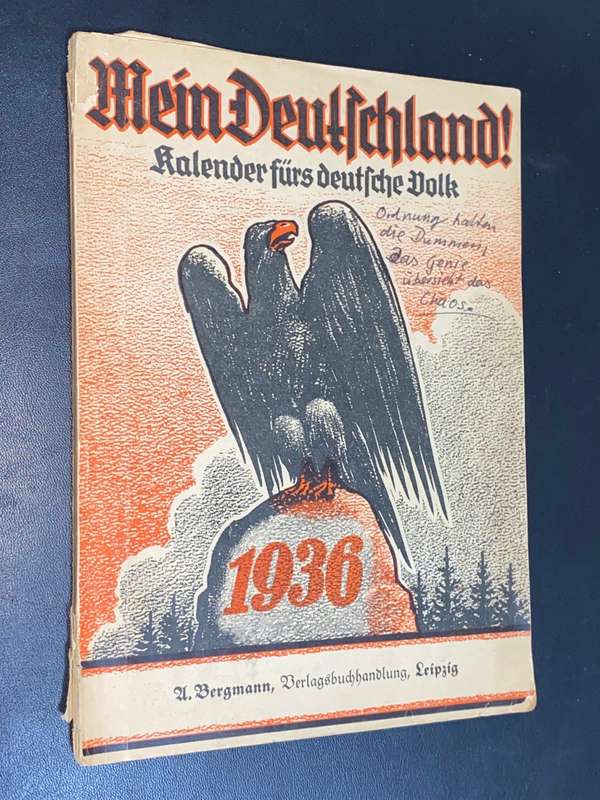 Mein Deutschland!
Kalender fürs deutsche Volk
Ordnung halten
die Dummen,
das Genie
übersieht das
Chaos.
1936
A. Bergmann, Verlagsbuchhandlung, Leipzig